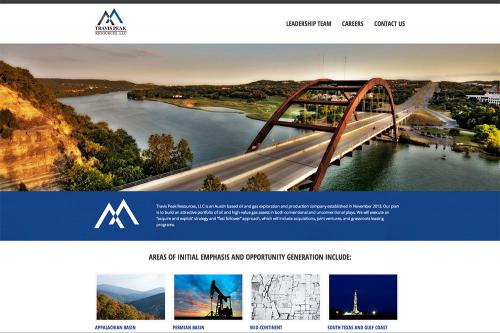 TRAVIS PEAK
RESOURCES, LLC
LEADERSHIP TEAM CAREERS CONTACT US
Travis Peak Resources, LLC is an Austin based oil and gas exploration and production company established in November 2013. Our plan
is to build an attractive portfolio of oil and high-value gas assets in both conventional and unconventional plays. We will execute an
"acquire and exploit" strategy and "fast follower" approach, which will include acquisitions, joint ventures, and grassroots leasing
programs.
AREAS OF INITIAL EMPHASIS AND OPPORTUNITY GENERATION INCLUDE:
APPALACHIAN BASIN PERMIAN BASIN MID-CONTINENT SOUTH TEXAS AND GULF COAST